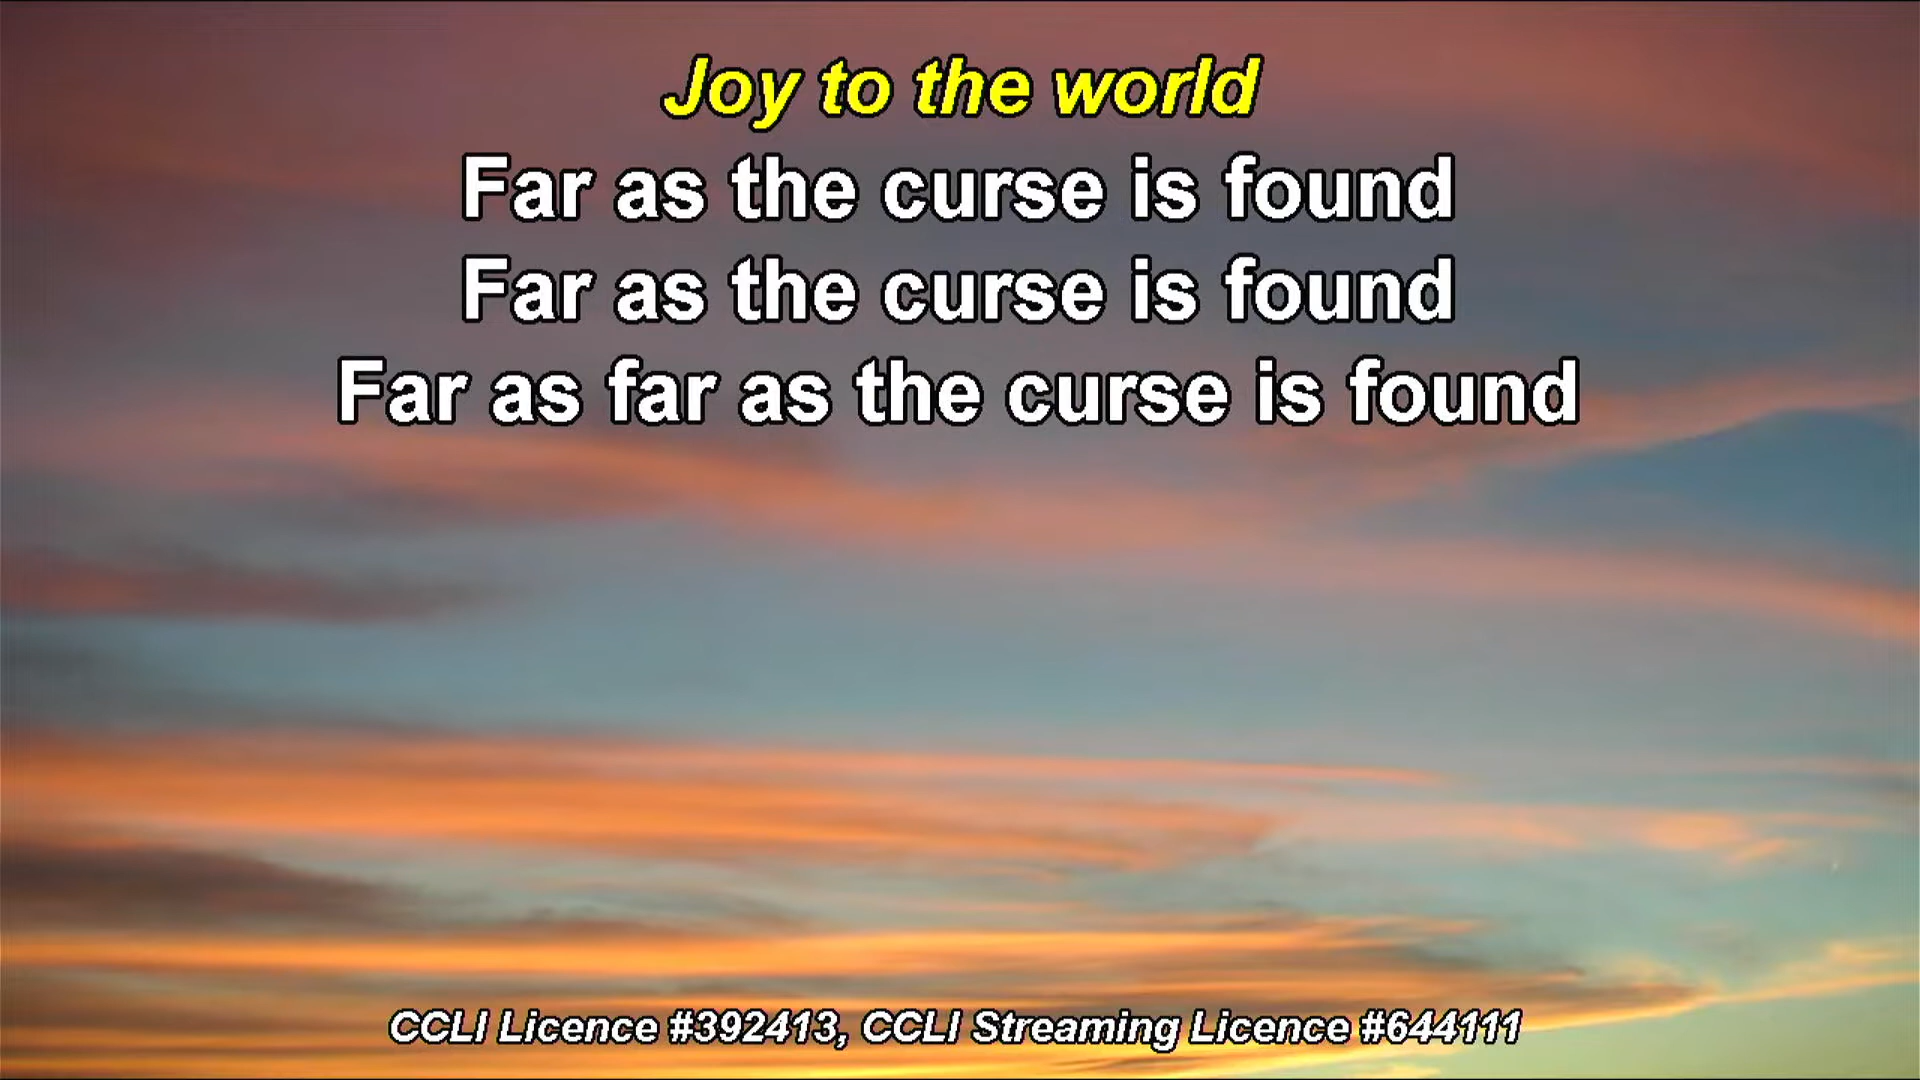 Joy to the world
Far as the curse is found
Far as the curse is found
Far as far as the curse is found
CCLI Licence #392413, CCLI Streaming Licence #644111